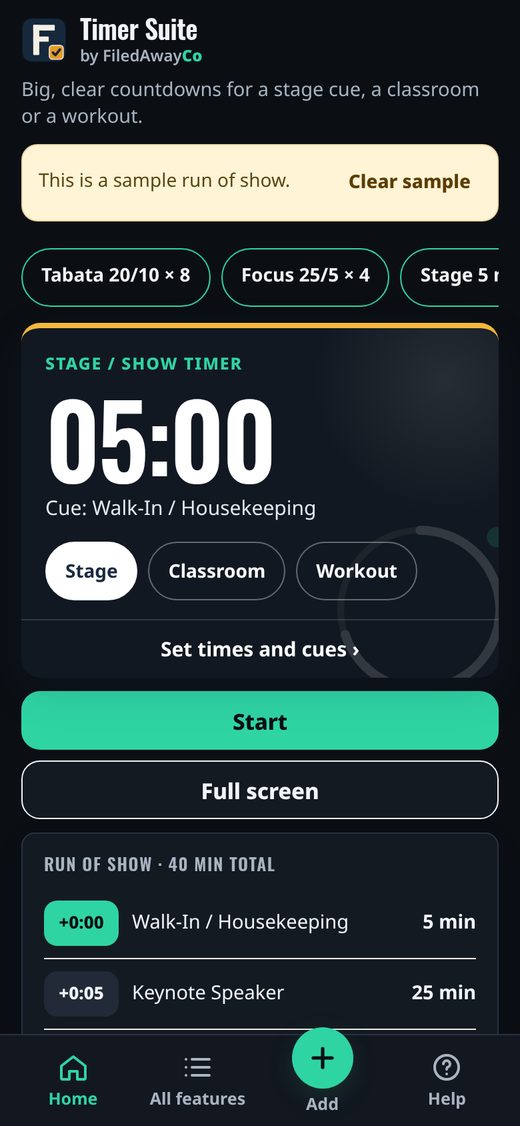 F
Timer Suite
by FiledAwayCo
Big, clear countdowns for a stage cue, a classroom
or a workout.
This is a sample run of show. Clear sample
Tabata 20/10 × 8 Focus 25/5 × 4 Stage 5
STAGE / SHOW TIMER
05:00
Cue: Walk-In / Housekeeping
Stage Classroom Workout
Set times and cues ›
Start
Full screen
RUN OF SHOW · 40 MIN TOTAL
+0:00 Walk-In / Housekeeping 5 min
+0:05 Keynote Speaker 25 min
Home All features Add Help